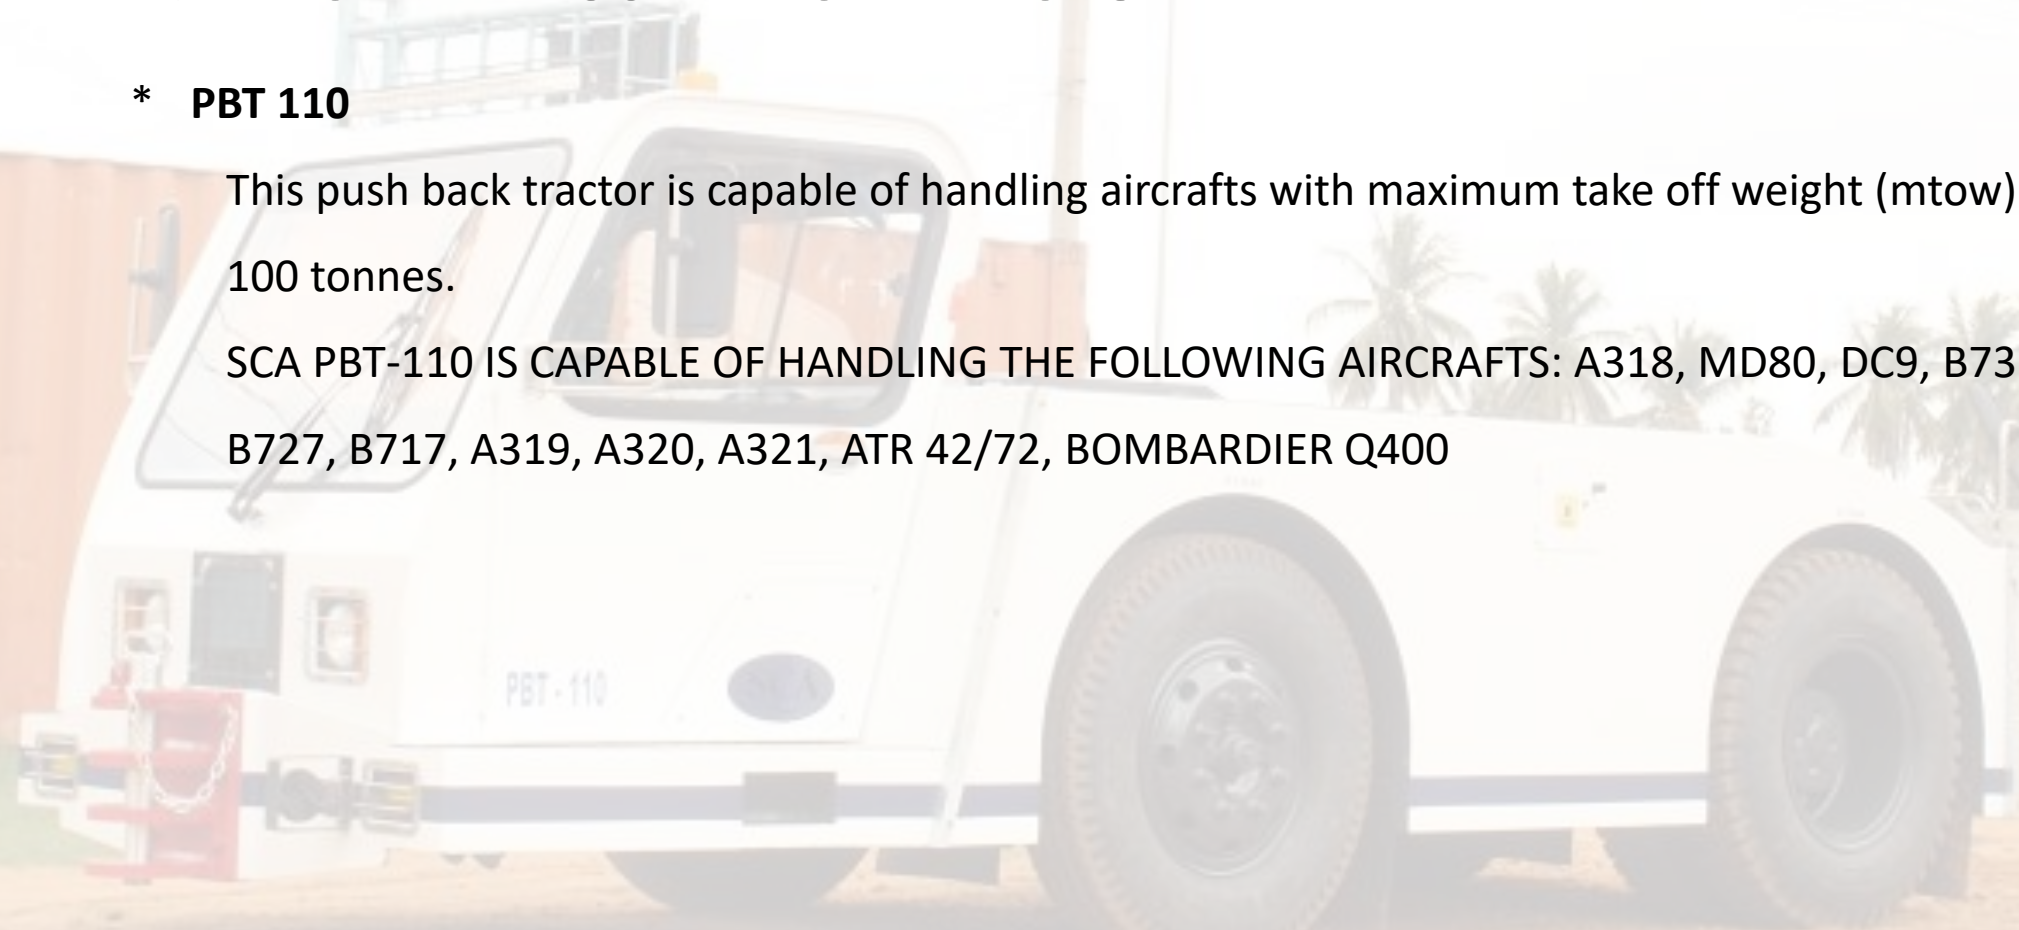 * PBT 110
This push back tractor is capable of handling aircrafts with maximum take off weight (mtow)
100 tonnes.
SCA PBT-110 IS CAPABLE OF HANDLING THE FOLLOWING AIRCRAFTS: A318, MD80, DC9, B73
B727, B717, A319, A320, A321, ATR 42/72, BOMBARDIER Q400
PBT - 110
SCA